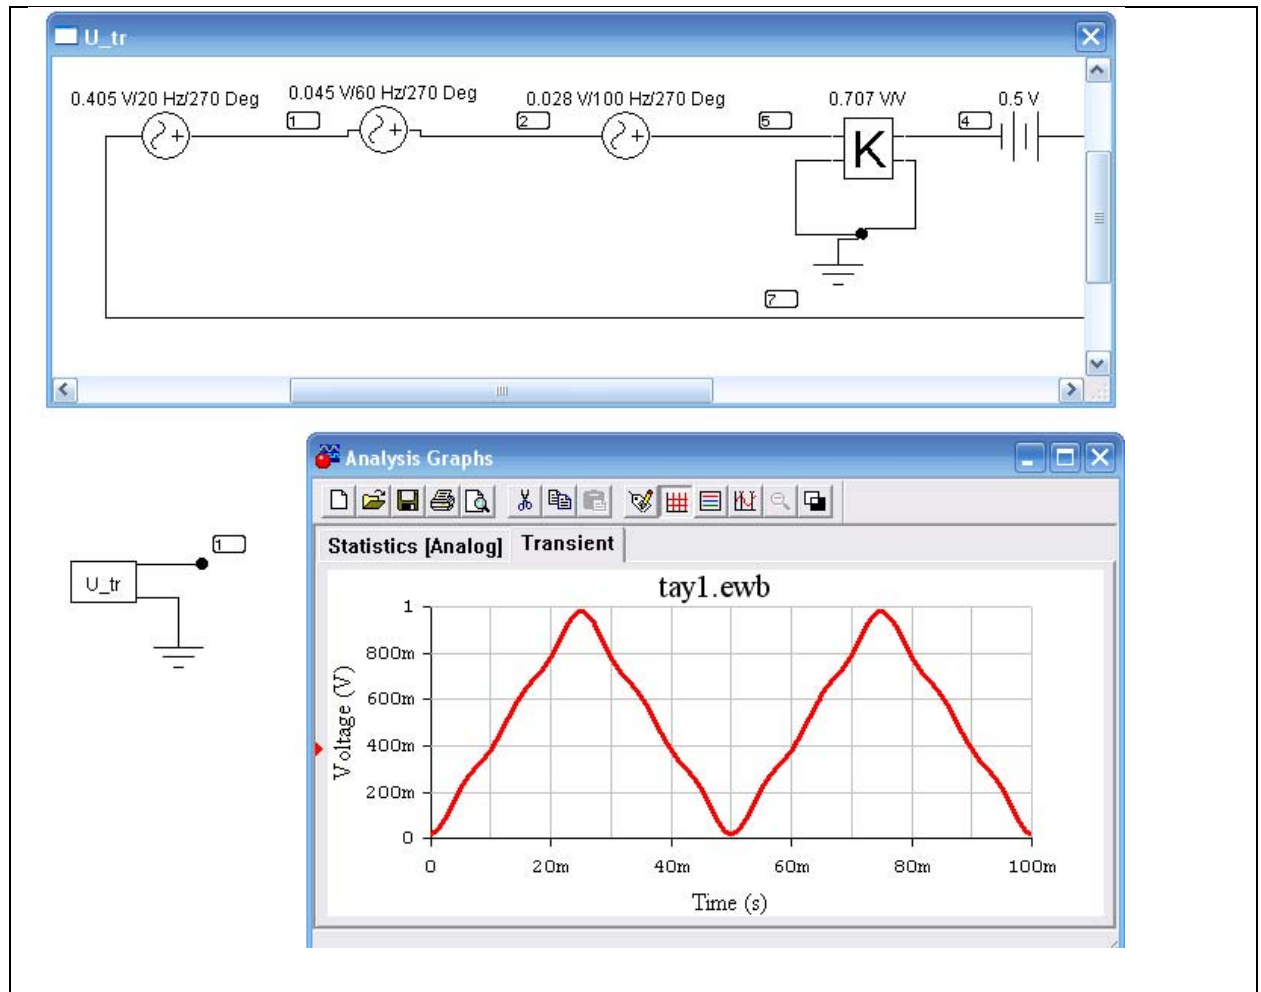 U_tr
0.405 V/20 Hz/270 Deg
0.045 V/60 Hz/270 Deg
0.028 V/100 Hz/270 Deg
0.707 V/V
0.5 V
1
2
5
4
K
7
Analysis Graphs
Statistics [Analog]
Transient
1
U_tr
tay1.ewb
Voltage (V)
1
800m
600m
400m
200m
0
0
20m
40m
60m
80m
100m
Time (s)